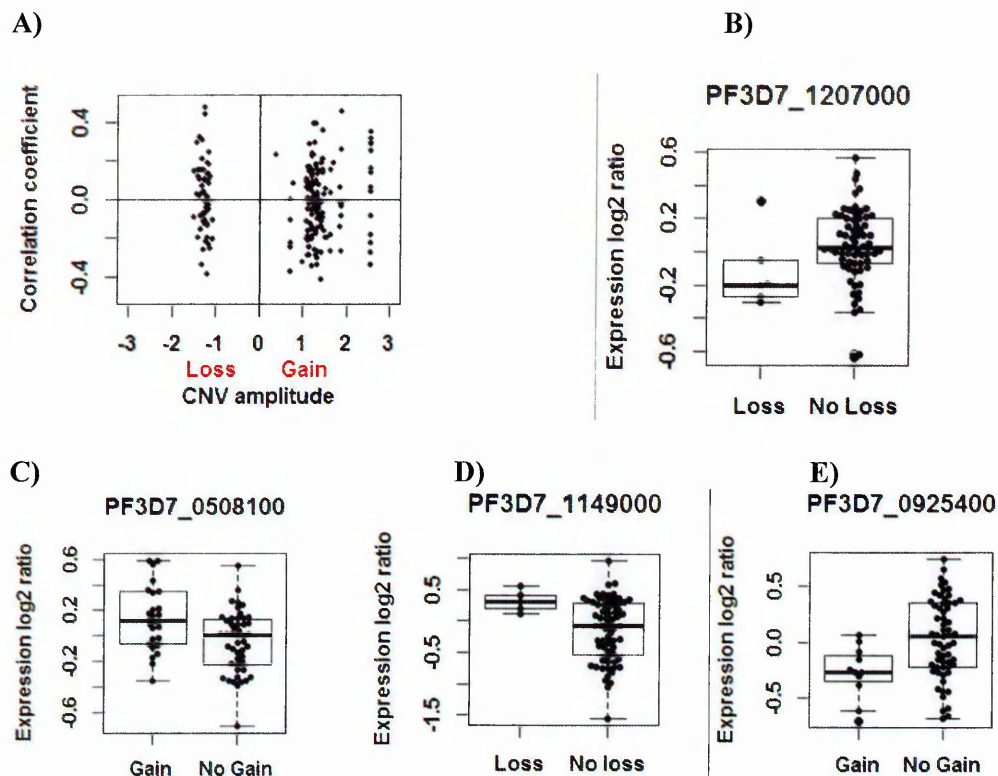 A)
Correlation coefficient
0.4
0.0
-0.4
-3 -2 -1 0 1 2 3
Loss Gain
CNV amplitude
B)
PF3D7_1207000
Expression log2 ratio
0.6
0.2
-0.2
-0.6
Loss No Loss
C)
PF3D7_0508100
Expression log2 ratio
0.6
0.2
-0.2
-0.6
Gain No Gain
D)
PF3D7_1149000
Expression log2 ratio
0.5
-0.5
-1.5
Loss No loss
E)
PF3D7_0925400
Expression log2 ratio
0.5
0.0
-0.5
Gain No Gain